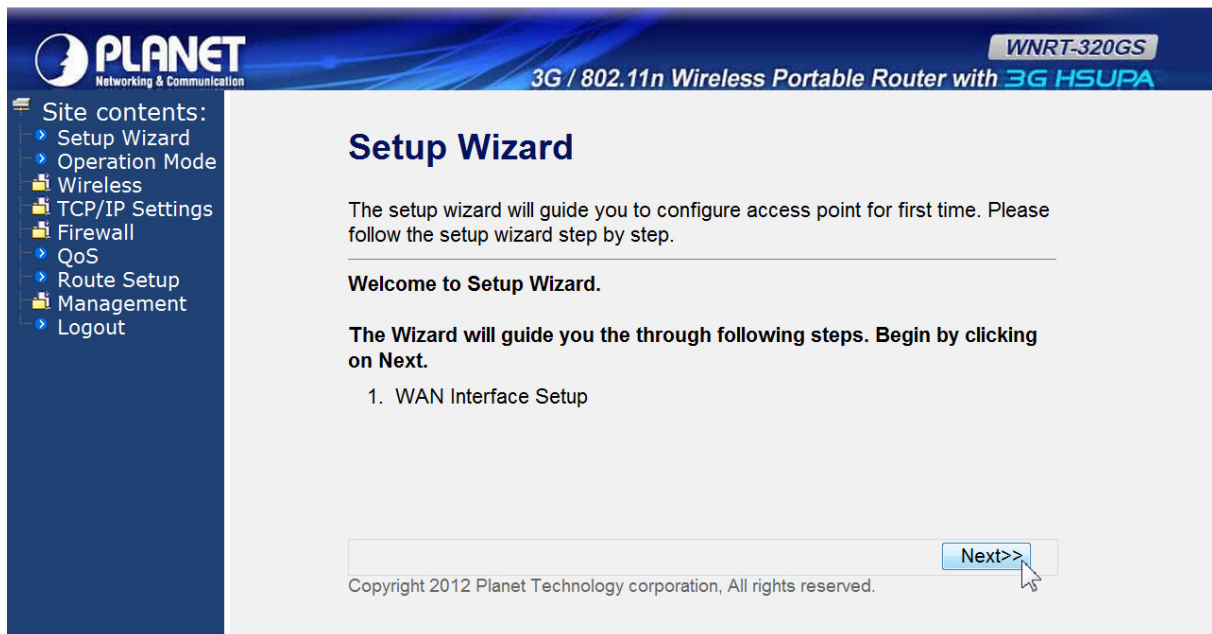 PLANET
Networking & Communication
WNRT-320GS
3G / 802.11n Wireless Portable Router with 3G HSUPA
Site contents:
Setup Wizard
Operation Mode
Wireless
TCP/IP Settings
Firewall
QoS
Route Setup
Management
Logout
Setup Wizard
The setup wizard will guide you to configure access point for first time. Please
follow the setup wizard step by step.
Welcome to Setup Wizard.
The Wizard will guide you the through following steps. Begin by clicking
on Next.
1. WAN Interface Setup
Next>>
Copyright 2012 Planet Technology corporation, All rights reserved.